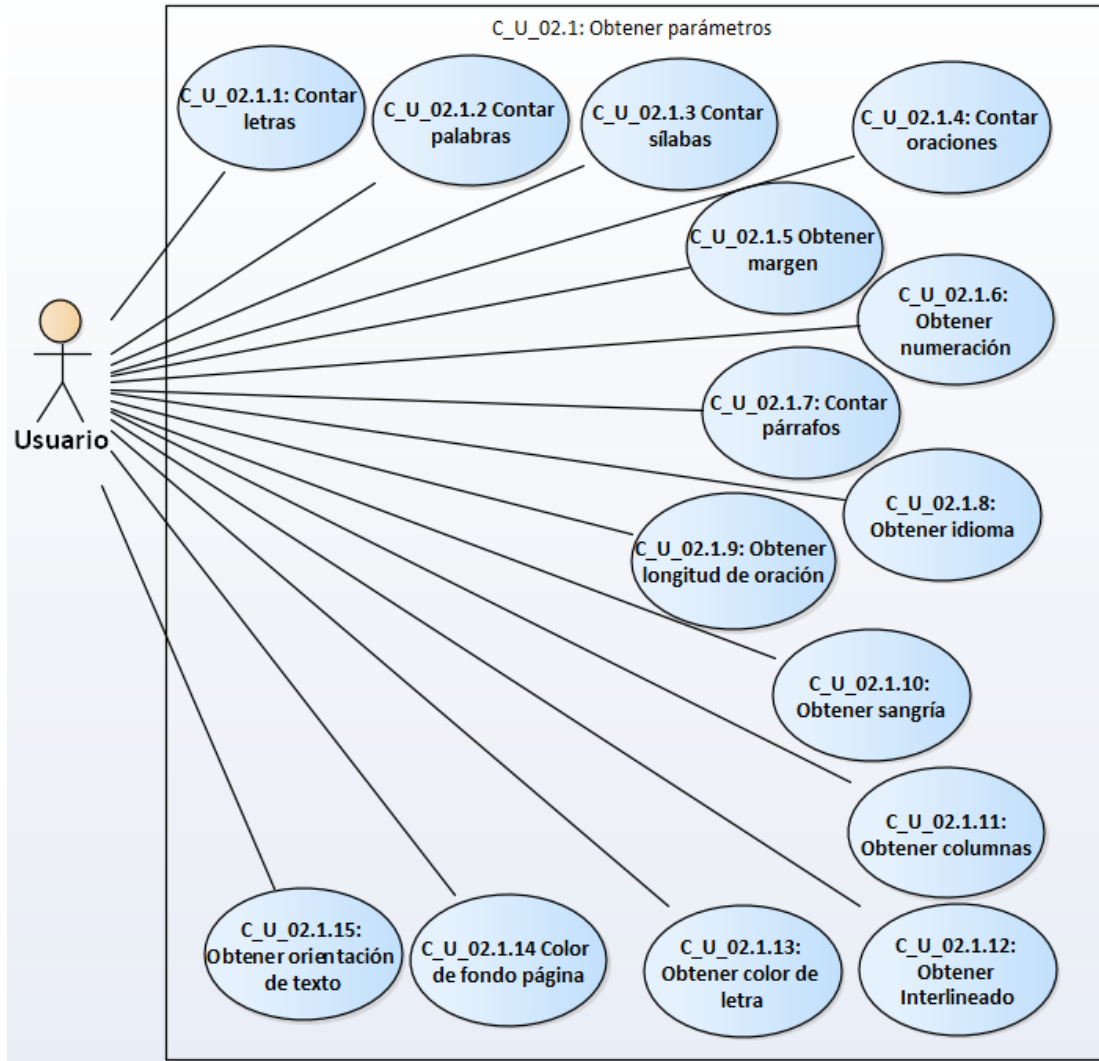 C_U_02.1: Obtener parámetros
C_U_02.1.1: Contar
letras
C_U_02.1.2 Contar
palabras
C_U_02.1.3 Contar
sílabas
C_U_02.1.4: Contar
oraciones
C_U_02.1.5 Obtener
margen
C_U_02.1.6:
Obtener
numeración
C_U_02.1.7: Contar
párrafos
Usuario
C_U_02.1.8:
Obtener idioma
C_U_02.1.9: Obtener
longitud de oración
C_U_02.1.10:
Obtener sangría
C_U_02.1.11:
Obtener columnas
C_U_02.1.15:
Obtener orientación
de texto
C_U_02.1.14 Color
de fondo página
C_U_02.1.13:
Obtener color de
letra
C_U_02.1.12:
Obtener
Interlineado